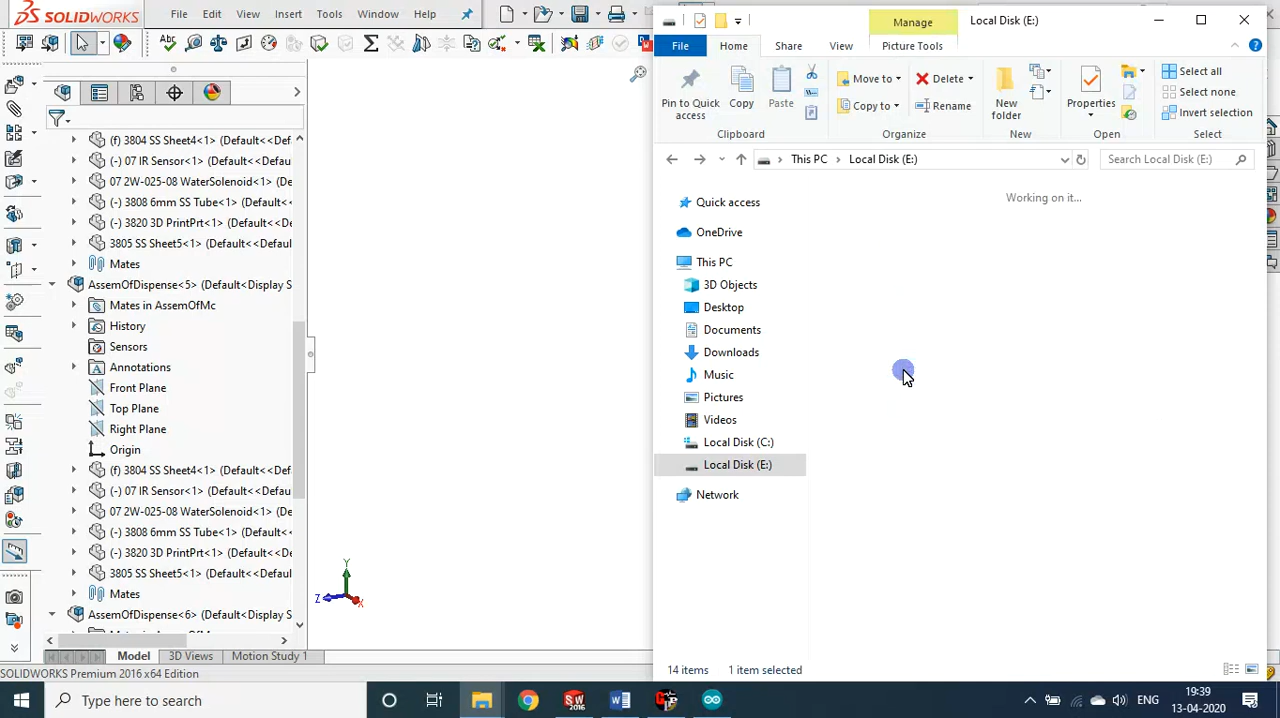 SOLIDWORKS File Edit View Insert Tools Window Help
Manage Local Disk (E:)
File Home Share View Picture Tools
Pin to Quick access
Copy
Paste
Move to
Copy to
Delete
Rename
New folder
Properties
Select all
Select none
Invert selection
Clipboard Organize New Open Select
This PC Local Disk (E:) Search Local Disk (E:)
Working on it...
Quick access
OneDrive
This PC
3D Objects
Desktop
Documents
Downloads
Music
Pictures
Videos
Local Disk (C:)
Local Disk (E:)
Network
14 items 1 item selected
(f) 3804 SS Sheet4<1> (Default<<Def
(-) 07 IR Sensor<1> (Default<<Defau
07 2W-025-08 WaterSolenoid<1> (De
(-) 3808 6mm SS Tube<1> (Default<
(-) 3820 3D PrintPrt<1> (Default<<D
3805 SS Sheet5<1> (Default<<Defaul
Mates
AssemOfDispense<5> (Default<Display S
Mates in AssemOfMc
History
Sensors
Annotations
Front Plane
Top Plane
Right Plane
Origin
(f) 3804 SS Sheet4<1> (Default<<Def
(-) 07 IR Sensor<1> (Default<<Defau
07 2W-025-08 WaterSolenoid<1> (De
(-) 3808 6mm SS Tube<1> (Default<
(-) 3820 3D PrintPrt<1> (Default<<D
3805 SS Sheet5<1> (Default<<Defaul
Mates
AssemOfDispense<6> (Default<Display S
Y
Z
X
Model 3D Views Motion Study 1
SOLIDWORKS Premium 2016 x64 Edition
Type here to search
ENG
19:39
13-04-2020